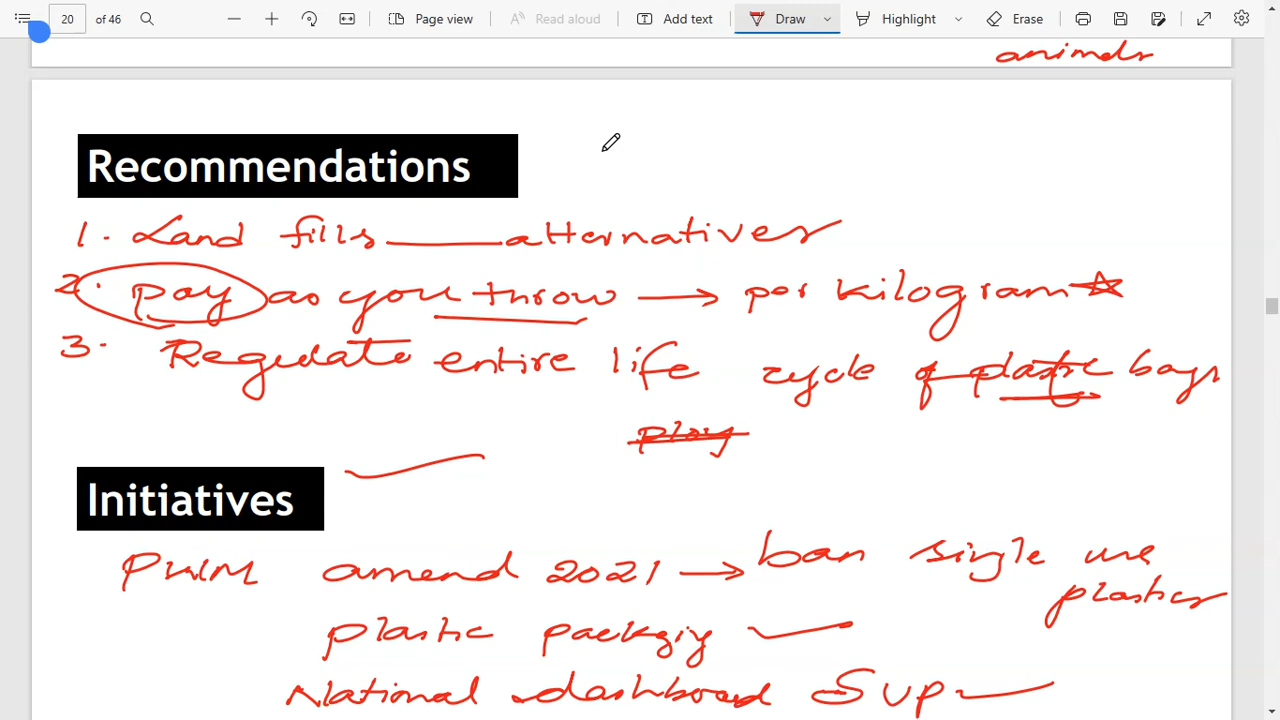 20 of 46 Page view Read aloud Add text Draw Highlight Erase
animals
Recommendations
1. Land fills alternatives
2. Pay as you throw → per kilogram
3. Regulate entire life cycle of plastic bags
play
Initiatives
PWM amend 2021 → ban single use
plastics
plastic packgig
National dashboard SUP